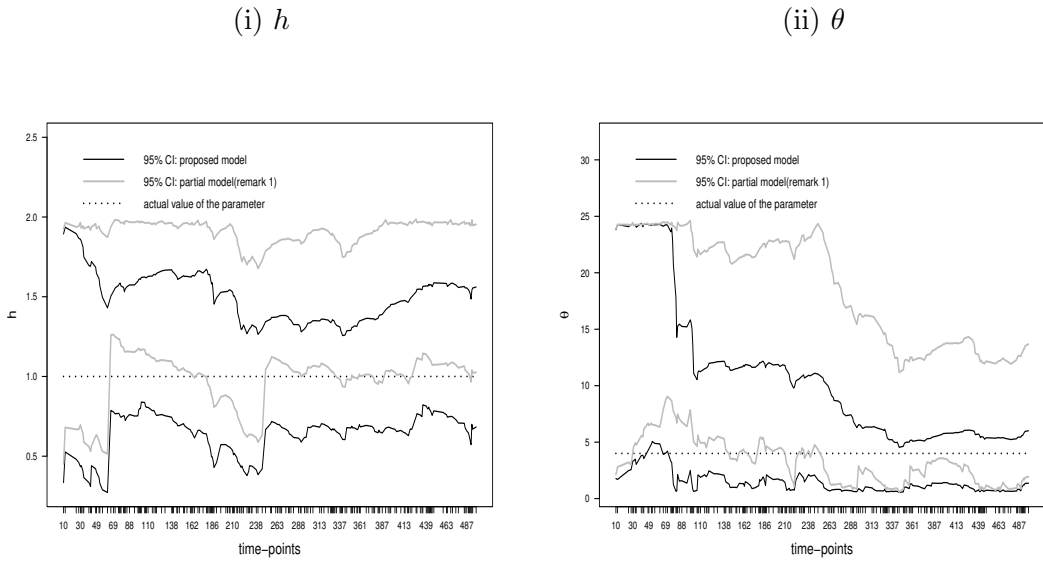 (i) h
(ii) θ
2.5
2.0
1.5
1.0
0.5
h
95% CI: proposed model
95% CI: partial model(remark 1)
actual value of the parameter
10 30 49 69 88 110 138 162 186 210 238 263 288 313 337 361 387 413 439 463 487
time−points
30
25
20
15
10
5
0
θ
95% CI: proposed model
95% CI: partial model(remark 1)
actual value of the parameter
10 30 49 69 88 110 138 162 186 210 238 263 288 313 337 361 387 413 439 463 487
time−points